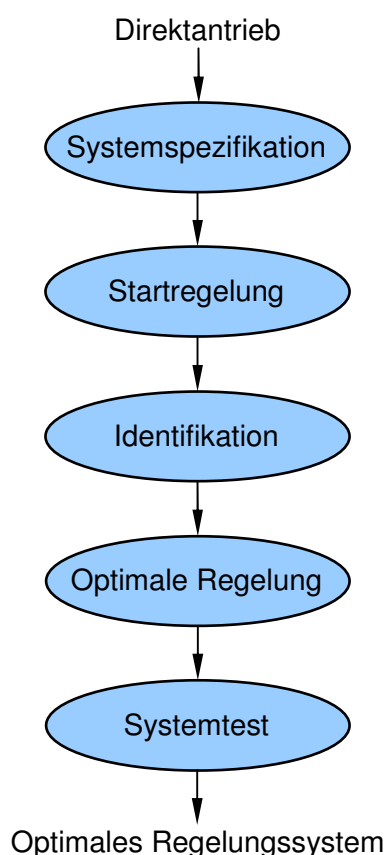 Direktantrieb
Systemspezifikation
Startregelung
Identifikation
Optimale Regelung
Systemtest
Optimales Regelungssystem